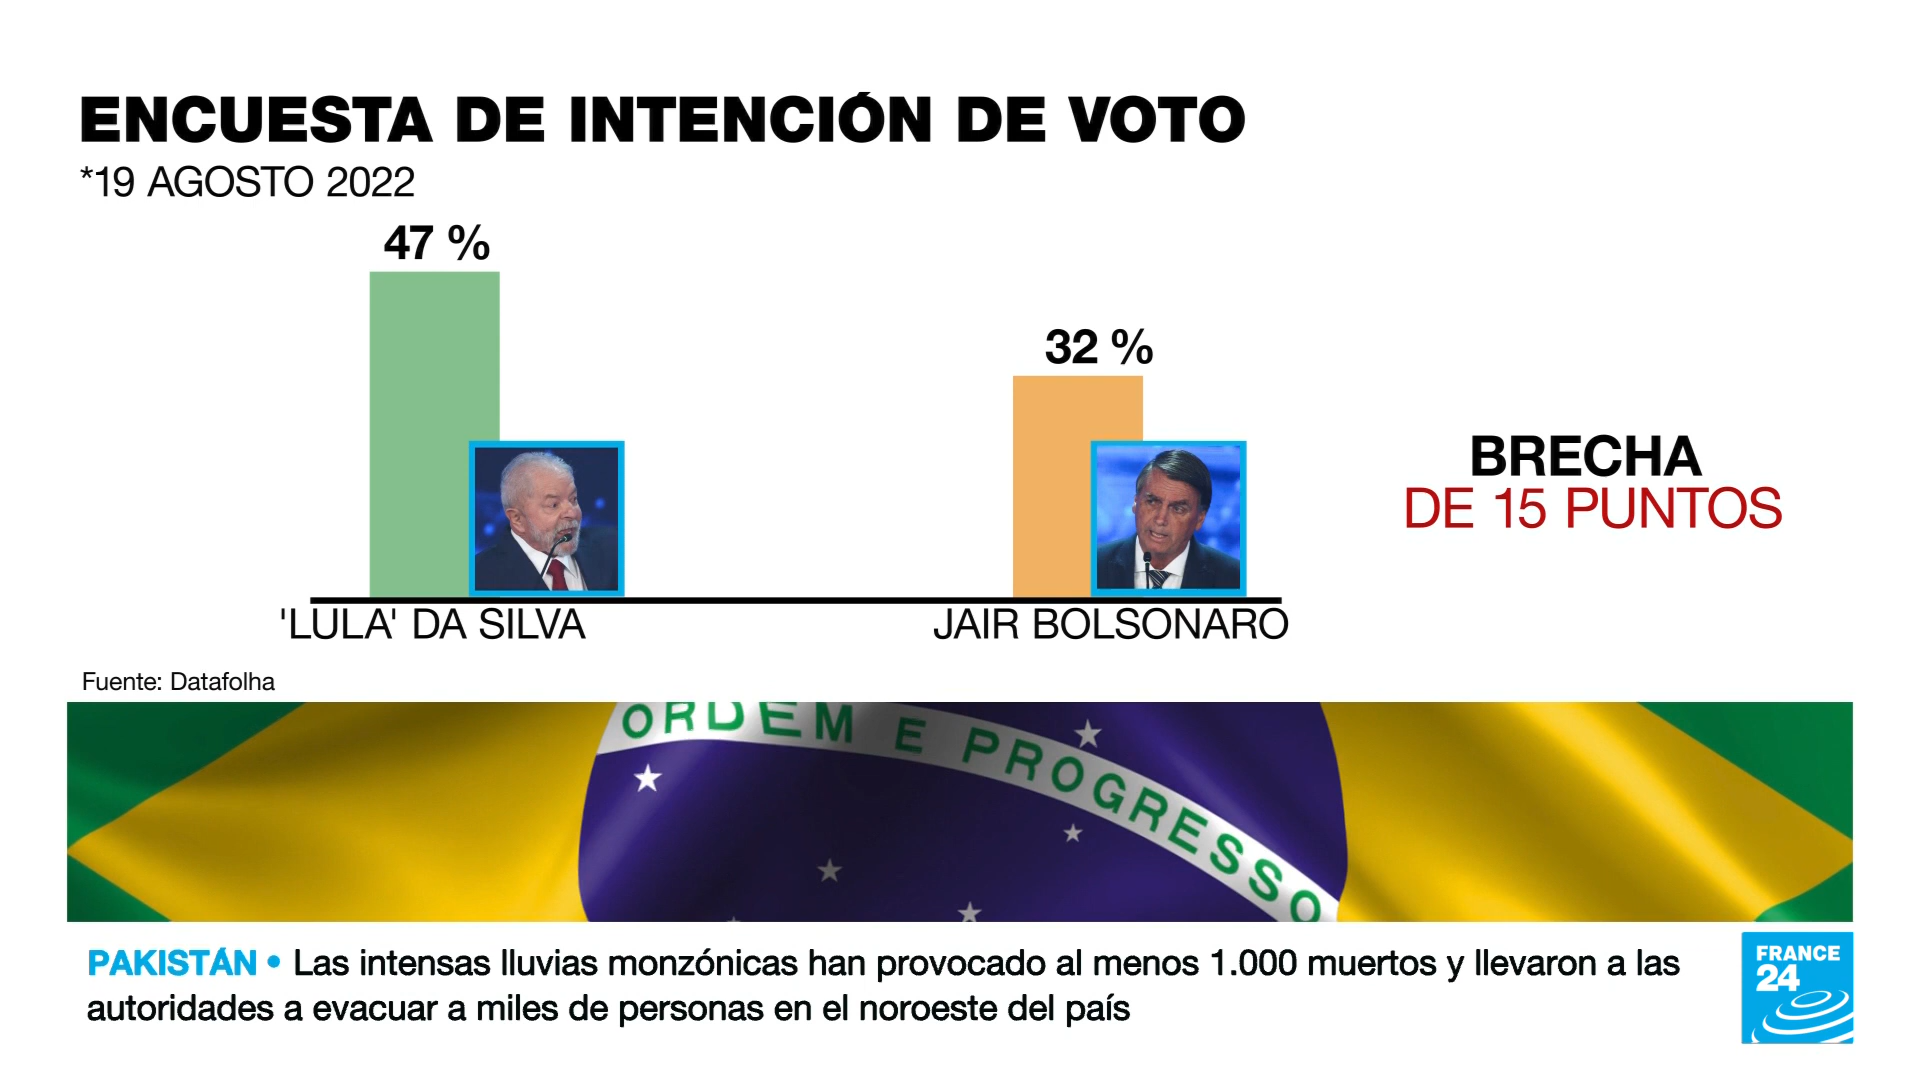 ENCUESTA DE INTENCIÓN DE VOTO
*19 AGOSTO 2022
47 %
32 %
BRECHA
DE 15 PUNTOS
'LULA' DA SILVA
JAIR BOLSONARO
Fuente: Datafolha
ORDEM E PROGRESSO
PAKISTÁN • Las intensas lluvias monzónicas han provocado al menos 1.000 muertos y llevaron a las
autoridades a evacuar a miles de personas en el noroeste del país
FRANCE
24